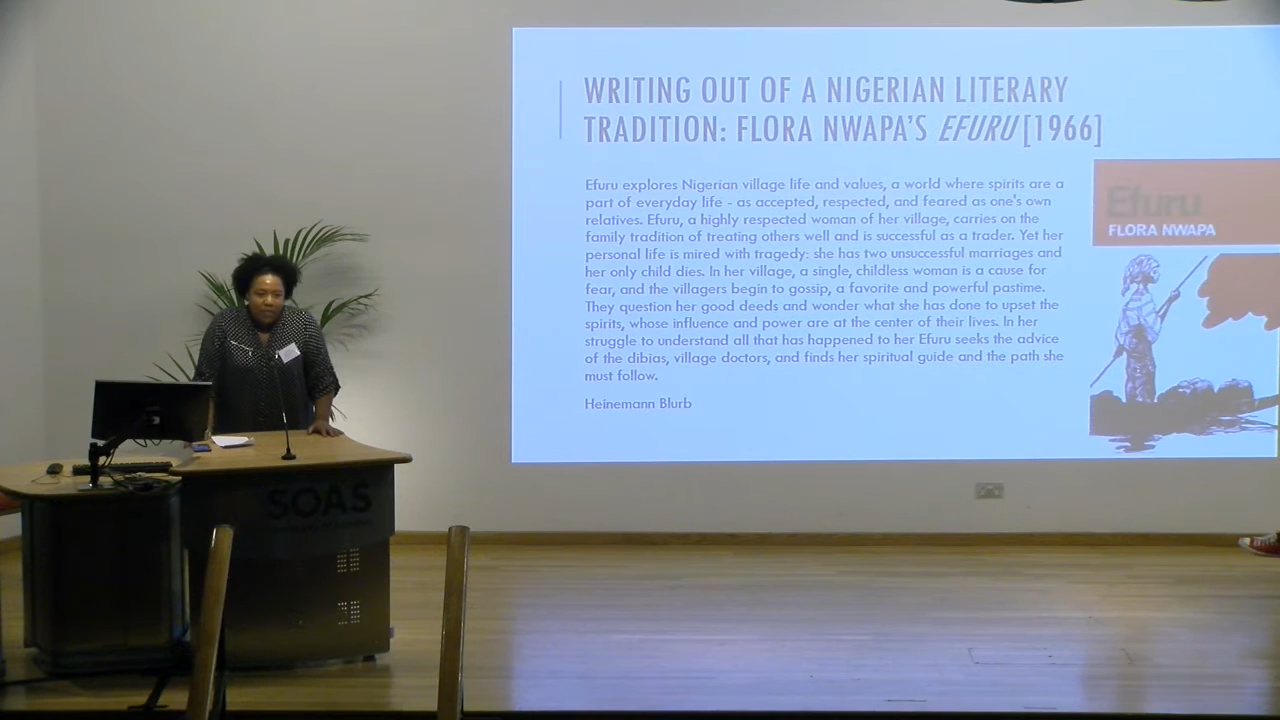 WRITING OUT OF A NIGERIAN LITERARY
TRADITION: FLORA NWAPA'S EFURU [1966]
Efuru explores Nigerian village life and values, a world where spirits are a
part of everyday life - as accepted, respected, and feared as one's own
relatives. Efuru, a highly respected woman of her village, carries on the
family tradition of treating others well and is successful as a trader. Yet her
personal life is mired with tragedy: she has two unsuccessful marriages and
her only child dies. In her village, a single, childless woman is a cause for
fear, and the villagers begin to gossip, a favorite and powerful pastime.
They question her good deeds and wonder what she has done to upset the
spirits, whose influence and power are at the center of their lives. In her
struggle to understand all that has happened to her Efuru seeks the advice
of the dibias, village doctors, and finds her spiritual guide and the path she
must follow.
Heinemann Blurb
Efuru
FLORA NWAPA
SOAS